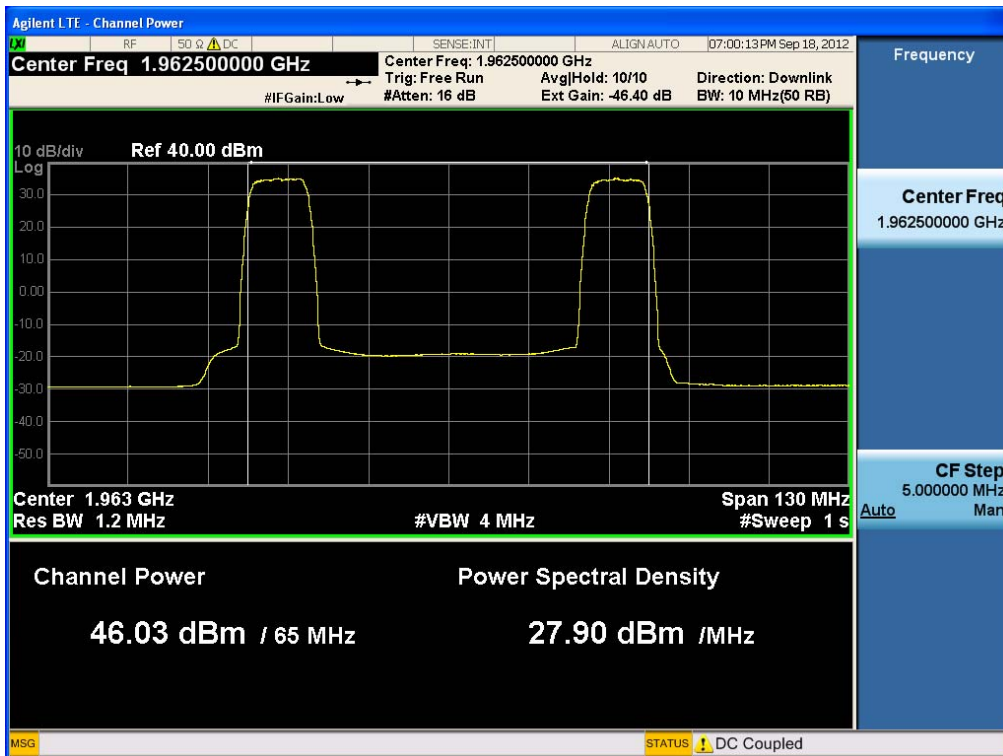 Agilent LTE - Channel Power
LXI RF 50 Ω DC SENSE:INT ALIGN AUTO 07:00:13 PM Sep 18, 2012
Center Freq 1.962500000 GHz
#IFGain:Low
Center Freq: 1.962500000 GHz
Trig: Free Run Avg|Hold: 10/10 Direction: Downlink
#Atten: 16 dB Ext Gain: -46.40 dB BW: 10 MHz(50 RB)
Frequency
10 dB/div Ref 40.00 dBm
Log
30.0
20.0
10.0
0.00
-10.0
-20.0
-30.0
-40.0
-50.0
Center 1.963 GHz Span 130 MHz
Res BW 1.2 MHz #VBW 4 MHz #Sweep 1 s
Center Freq
1.962500000 GHz
CF Step
5.000000 MHz
Auto Man
Channel Power Power Spectral Density
46.03 dBm / 65 MHz 27.90 dBm /MHz
MSG STATUS DC Coupled